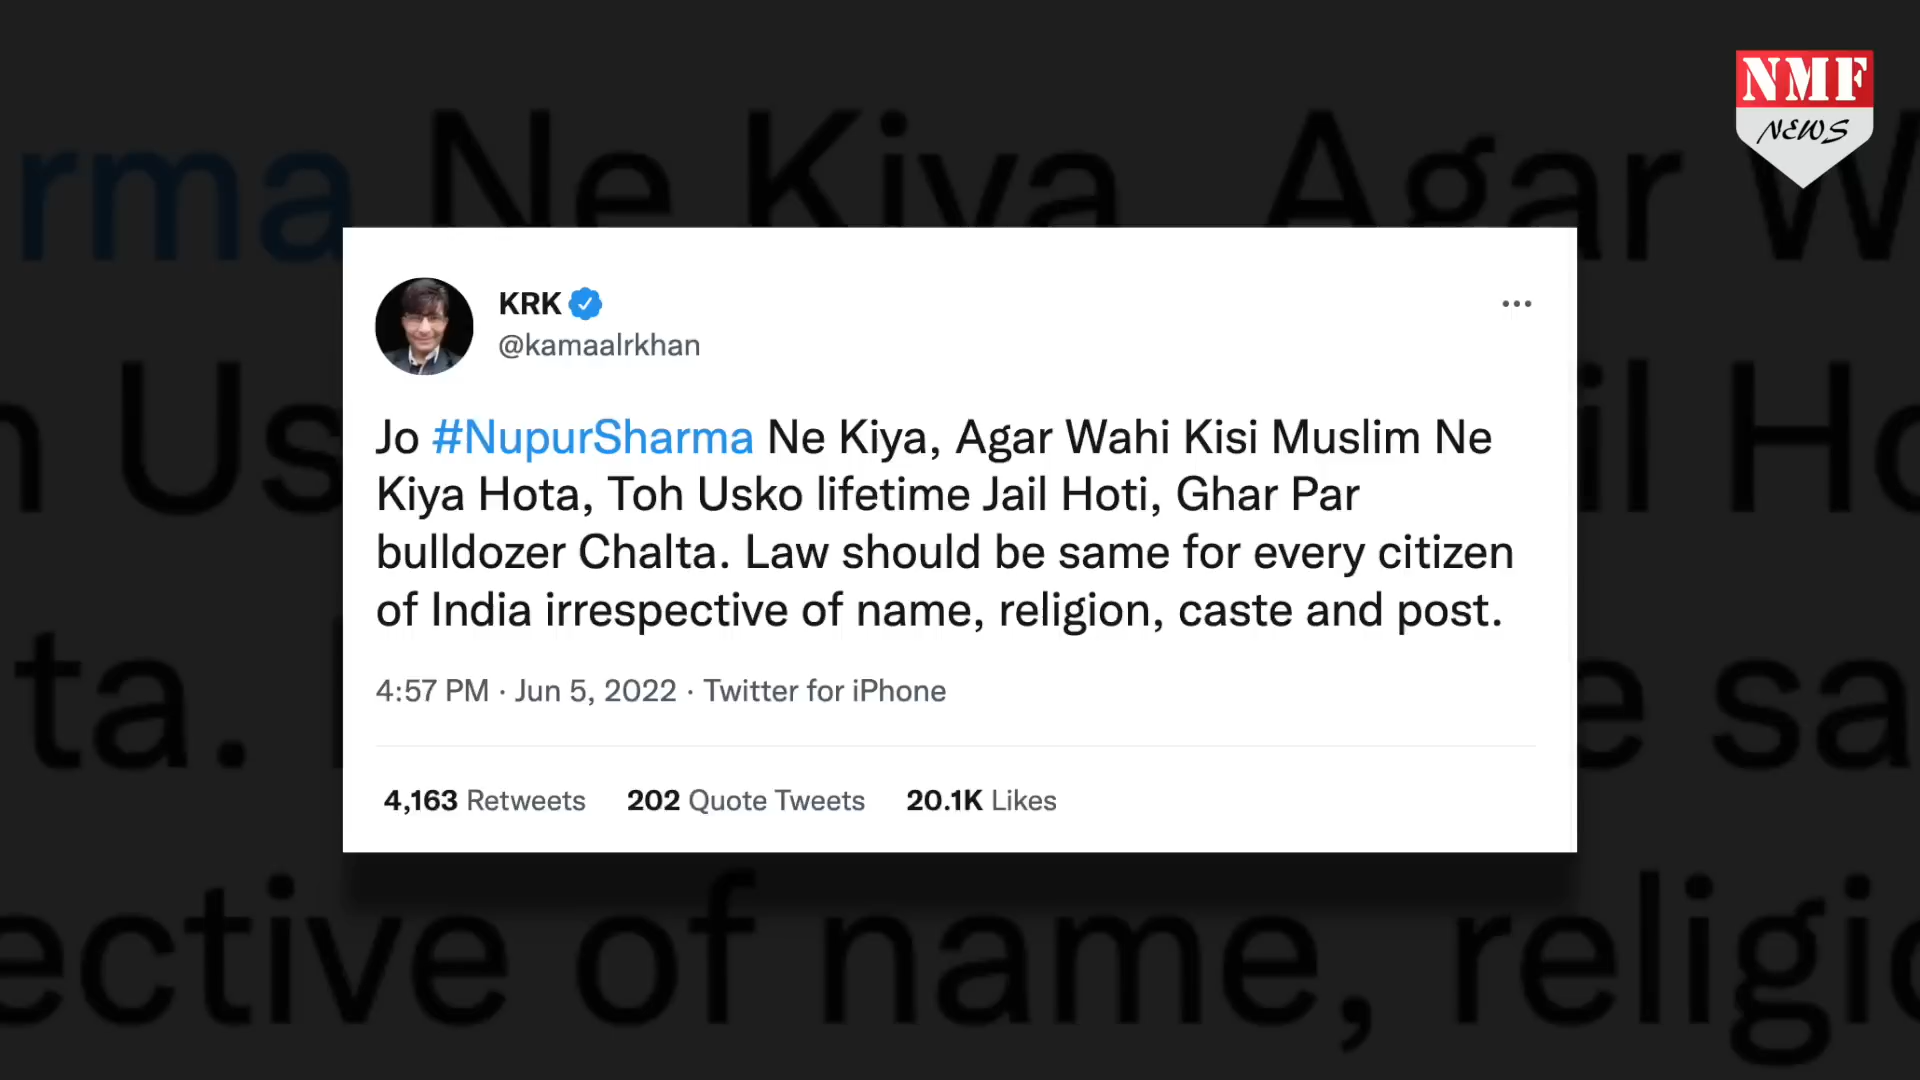 NMF
NEWS
KRK
@kamaalrkhan
Jo #NupurSharma Ne Kiya, Agar Wahi Kisi Muslim Ne
Kiya Hota, Toh Usko lifetime Jail Hoti, Ghar Par
bulldozer Chalta. Law should be same for every citizen
of India irrespective of name, religion, caste and post.
4:57 PM · Jun 5, 2022 · Twitter for iPhone
4,163 Retweets 202 Quote Tweets 20.1K Likes